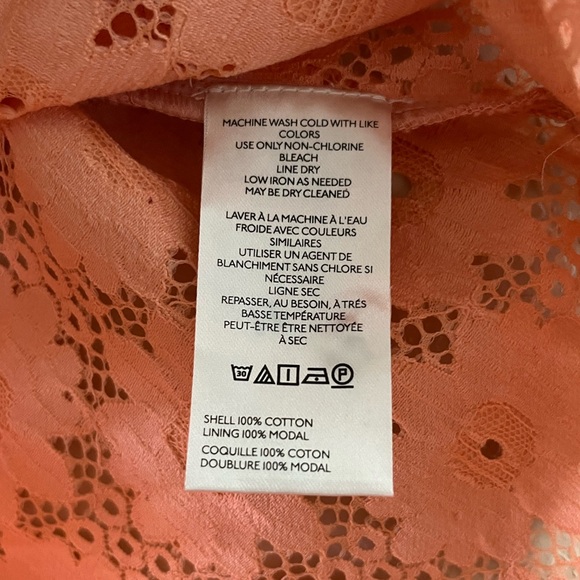 MACHINE WASH COLD WITH LIKE
COLORS
USE ONLY NON-CHLORINE
BLEACH
LINE DRY
LOW IRON AS NEEDED
MAY BE DRY CLEANED
LAVER À LA MACHINE À L'EAU
FROIDE AVEC COULEURS
SIMILAIRES
UTILISER UN AGENT DE
BLANCHIMENT SANS CHLORE SI
NÉCESSAIRE
LIGNE SEC
REPASSER, AU BESOIN, À TRÉS
BASSE TEMPÉRATURE
PEUT-ÊTRE ÊTRE NETTOYÉE
À SEC
30 P
SHELL 100% COTTON
LINING 100% MODAL
COQUILLE 100% COTON
DOUBLURE 100% MODAL